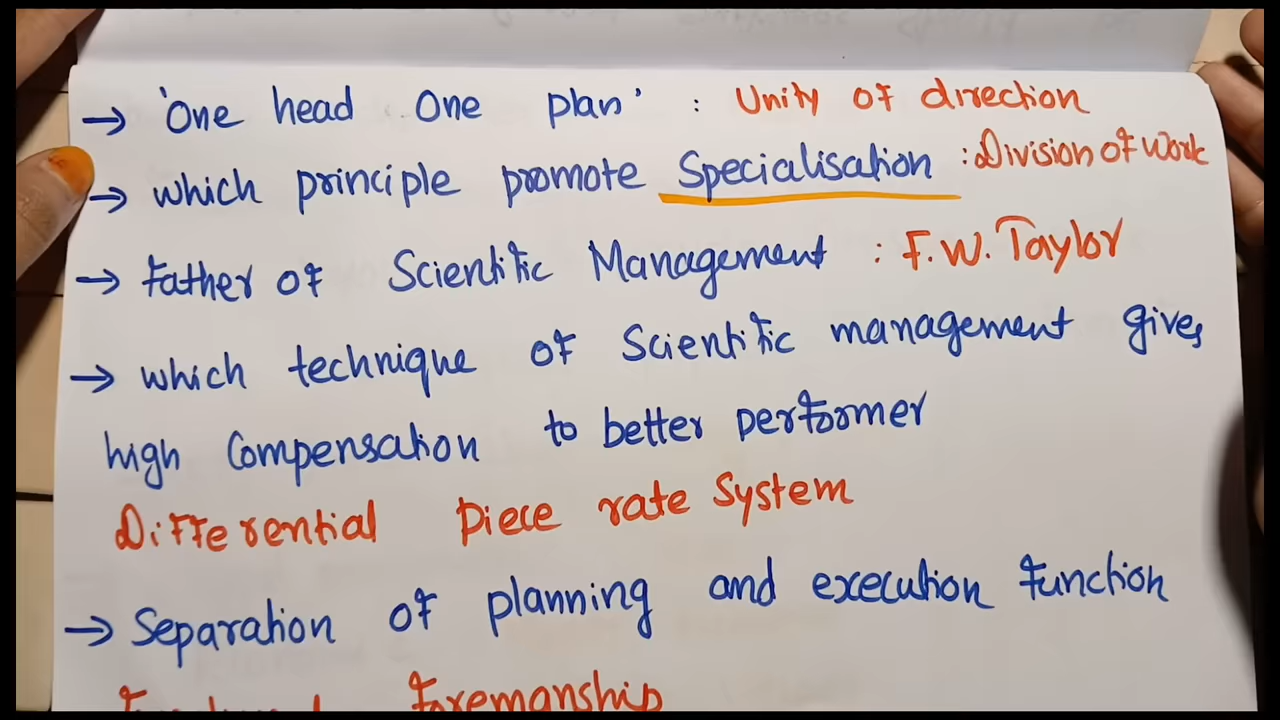 → 'One head One plan' : Unity of direction
→ which principle promote Specialisation : Division of Work
→ Father of Scientific Management : F.W. Taylor
→ which technique of Scientific management gives
high Compensation to better performer
Differential Piece rate System
→ Separation of planning and execution function
Functional foremanship